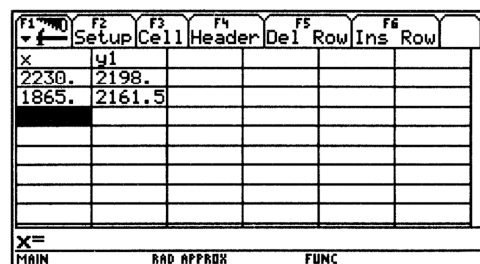 F1 F2 F3 F4 F5 F6
Setup Cell Header Del Row Ins Row
x y1
2230. 2198.
1865. 2161.5
x=
MAIN RAD APPROX FUNC